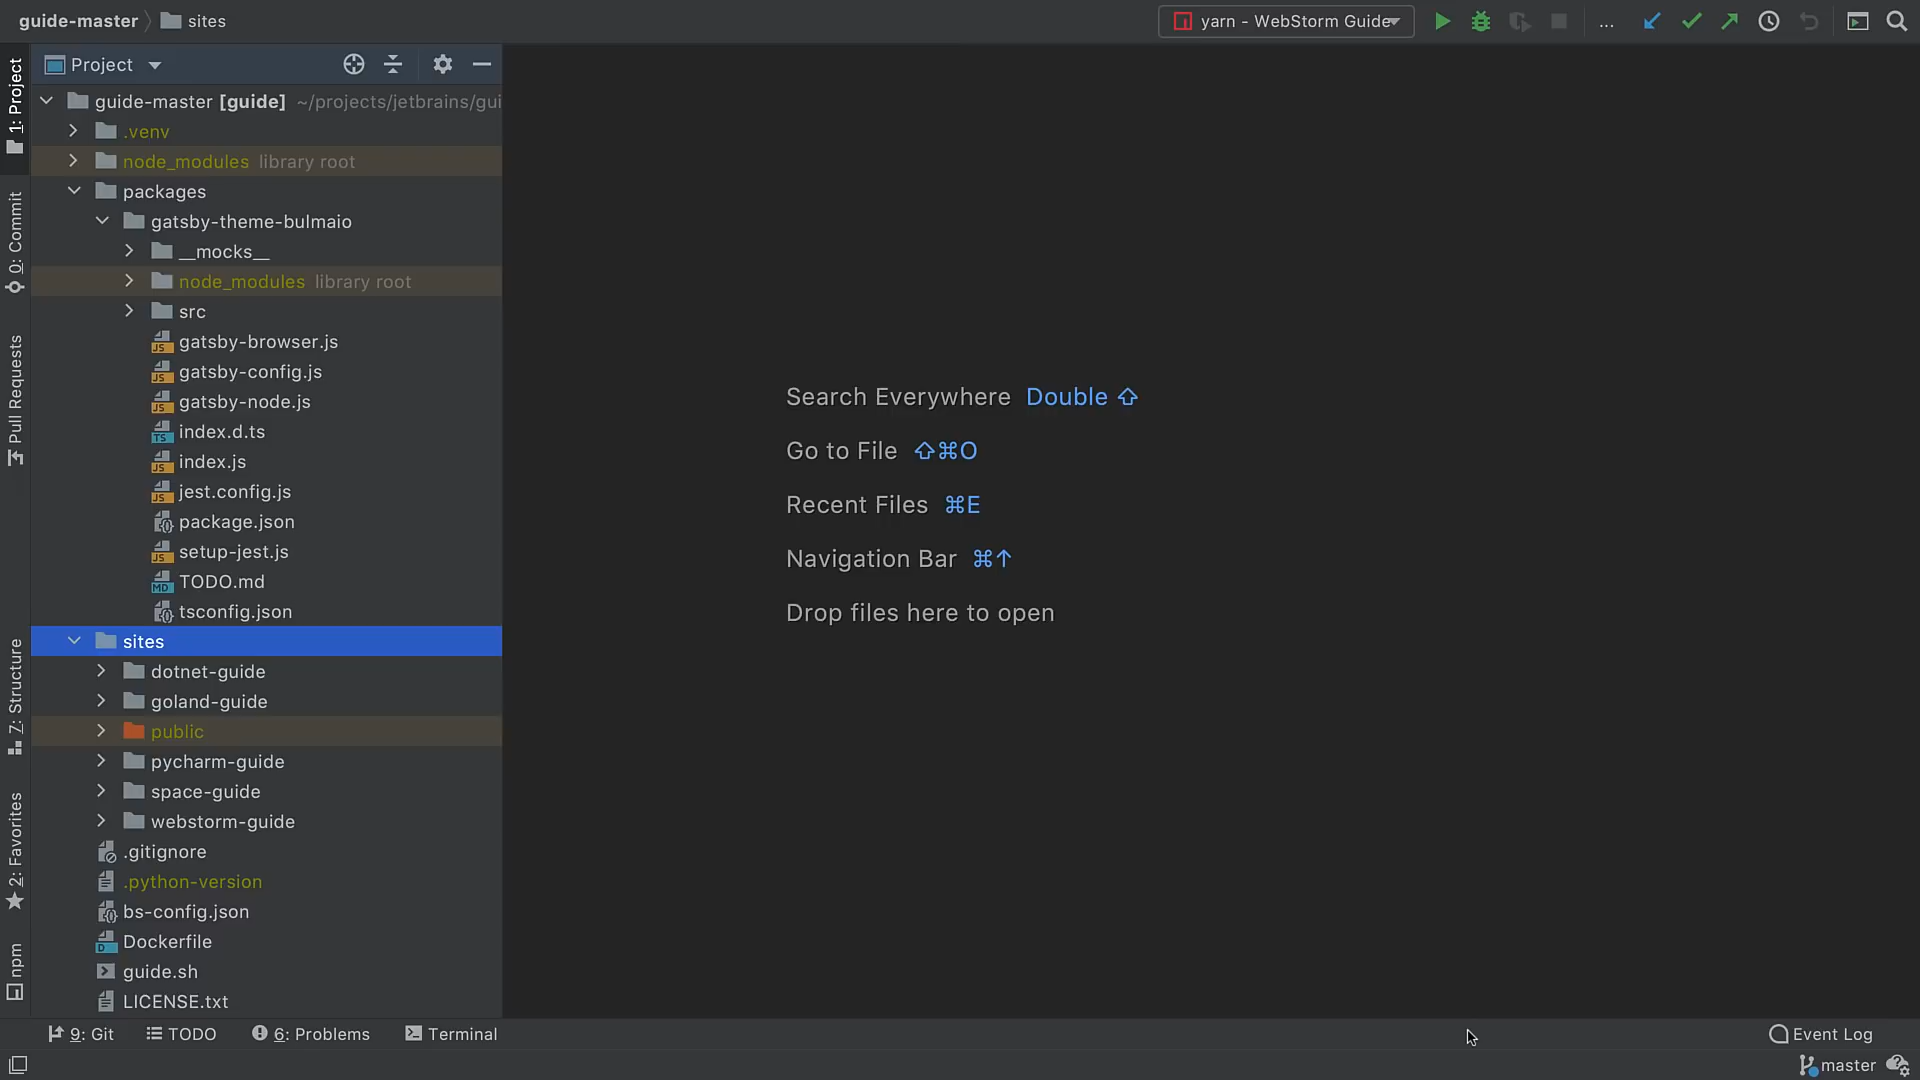 guide-master sites
yarn - WebStorm Guide
...
Project
guide-master [guide] ~/projects/jetbrains/gui
.venv
node_modules library root
packages
gatsby-theme-bulmaio
__mocks__
node_modules library root
src
gatsby-browser.js
gatsby-config.js
gatsby-node.js
index.d.ts
index.js
jest.config.js
package.json
setup-jest.js
TODO.md
tsconfig.json
sites
dotnet-guide
goland-guide
public
pycharm-guide
space-guide
webstorm-guide
.gitignore
.python-version
bs-config.json
Dockerfile
guide.sh
LICENSE.txt
1: Project
0: Commit
Pull Requests
Z: Structure
2: Favorites
npm
Search Everywhere Double ⇧
Go to File ⇧⌘O
Recent Files ⌘E
Navigation Bar ⌘↑
Drop files here to open
9: Git
TODO
6: Problems
Terminal
Event Log
master